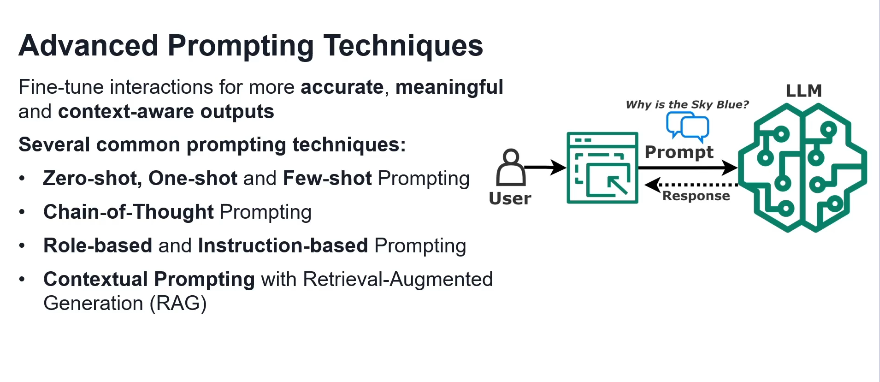 Advanced Prompting Techniques
Fine-tune interactions for more accurate, meaningful
and context-aware outputs
Several common prompting techniques:
• Zero-shot, One-shot and Few-shot Prompting
• Chain-of-Thought Prompting
• Role-based and Instruction-based Prompting
• Contextual Prompting with Retrieval-Augmented
Generation (RAG)
LLM
Why is the Sky Blue?
Prompt
Response
User